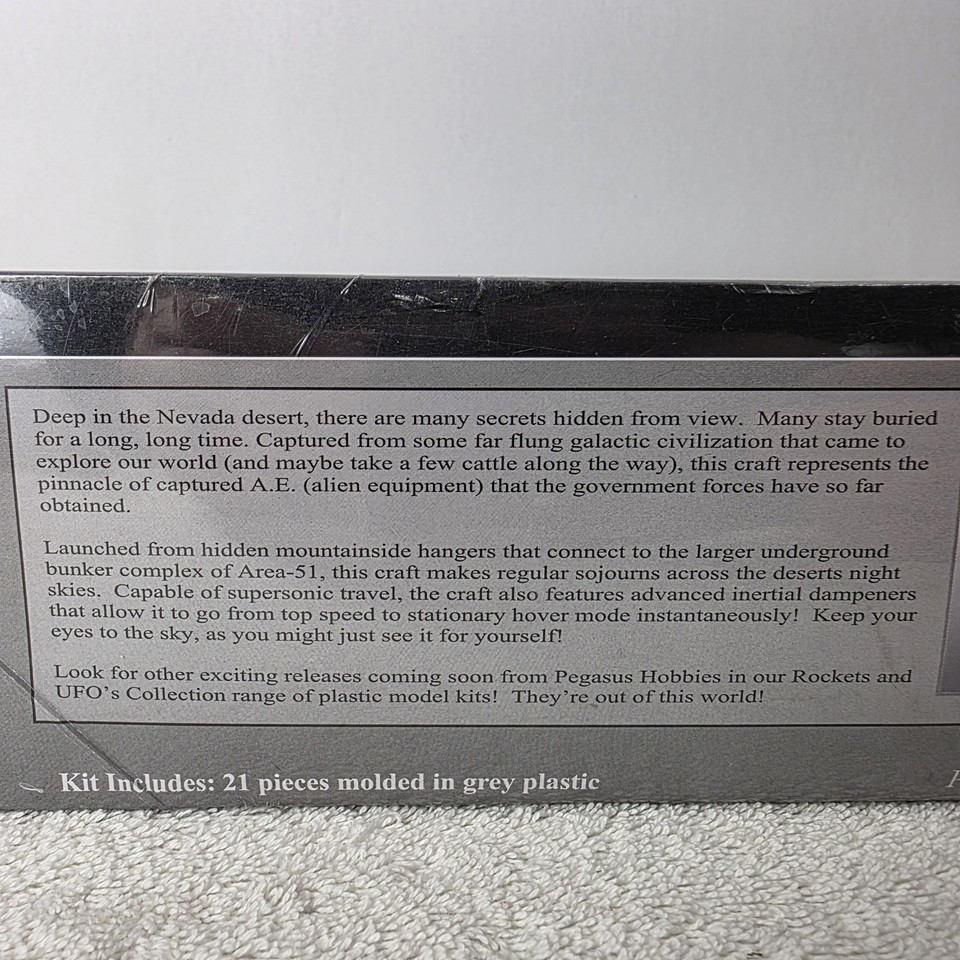 Deep in the Nevada desert, there are many secrets hidden from view.  Many stay buried
for a long, long time. Captured from some far flung galactic civilization that came to
explore our world (and maybe take a few cattle along the way), this craft represents the
pinnacle of captured A.E. (alien equipment) that the government forces have so far
obtained.
Launched from hidden mountainside hangers that connect to the larger underground
bunker complex of Area-51, this craft makes regular sojourns across the deserts night
skies.  Capable of supersonic travel, the craft also features advanced inertial dampeners
that allow it to go from top speed to stationary hover mode instantaneously!  Keep your
eyes to the sky, as you might just see it for yourself!
Look for other exciting releases coming soon from Pegasus Hobbies in our Rockets and
UFO's Collection range of plastic model kits!  They're out of this world!
Kit Includes: 21 pieces molded in grey plastic